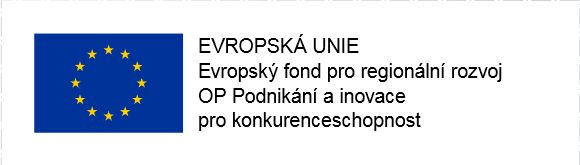 EVROPSKÁ UNIE
Evropský fond pro regionální rozvoj
OP Podnikání a inovace
pro konkurenceschopnost